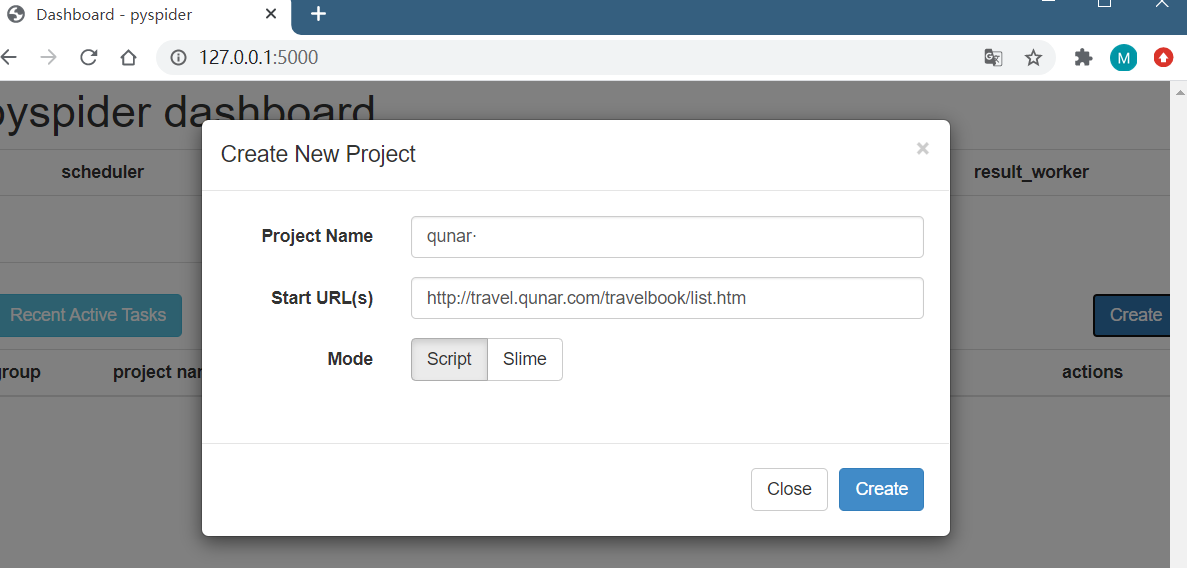 Dashboard - pyspider
127.0.0.1:5000
M
pyspider dashboard
scheduler
result_worker
Recent Active Tasks
Create
group
project nar
actions
Create New Project
×
Project Name
qunar·
Start URL(s)
http://travel.qunar.com/travelbook/list.htm
Mode
Script
Slime
Close
Create